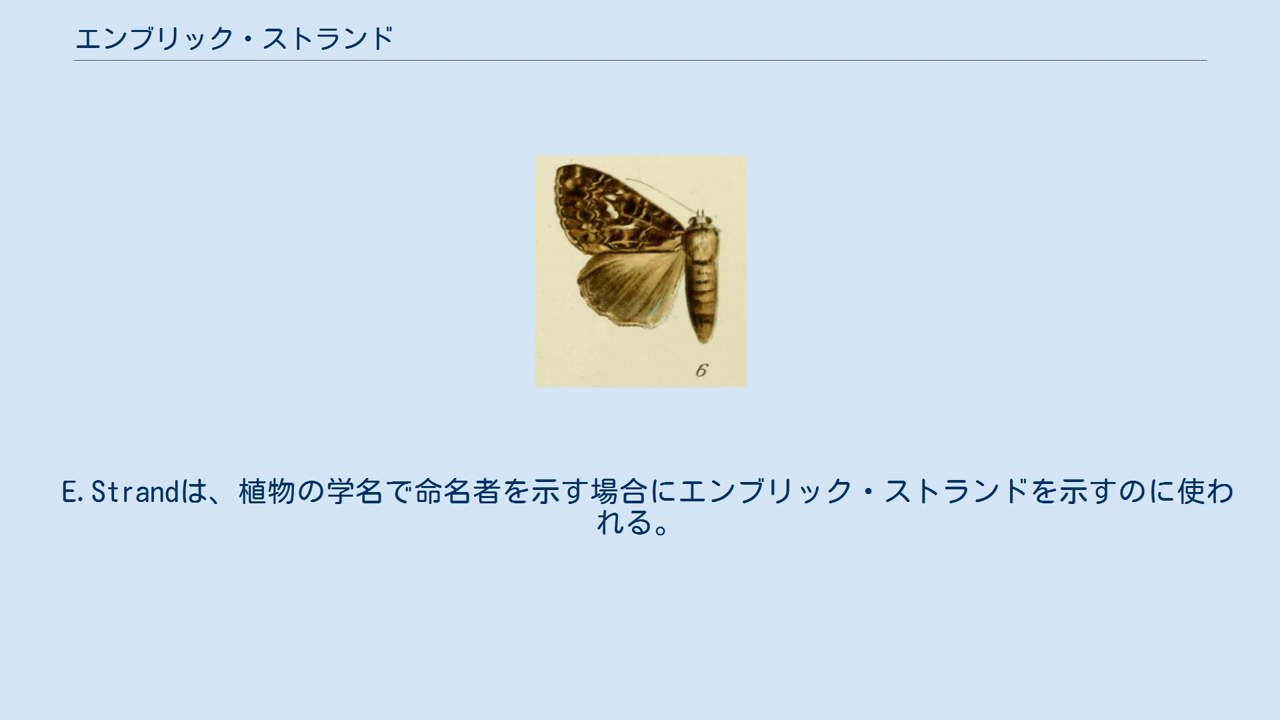 エンブリック・ストランド
6
E.Strandは、植物の学名で命名者を示す場合にエンブリック・ストランドを示すのに使わ
れる。